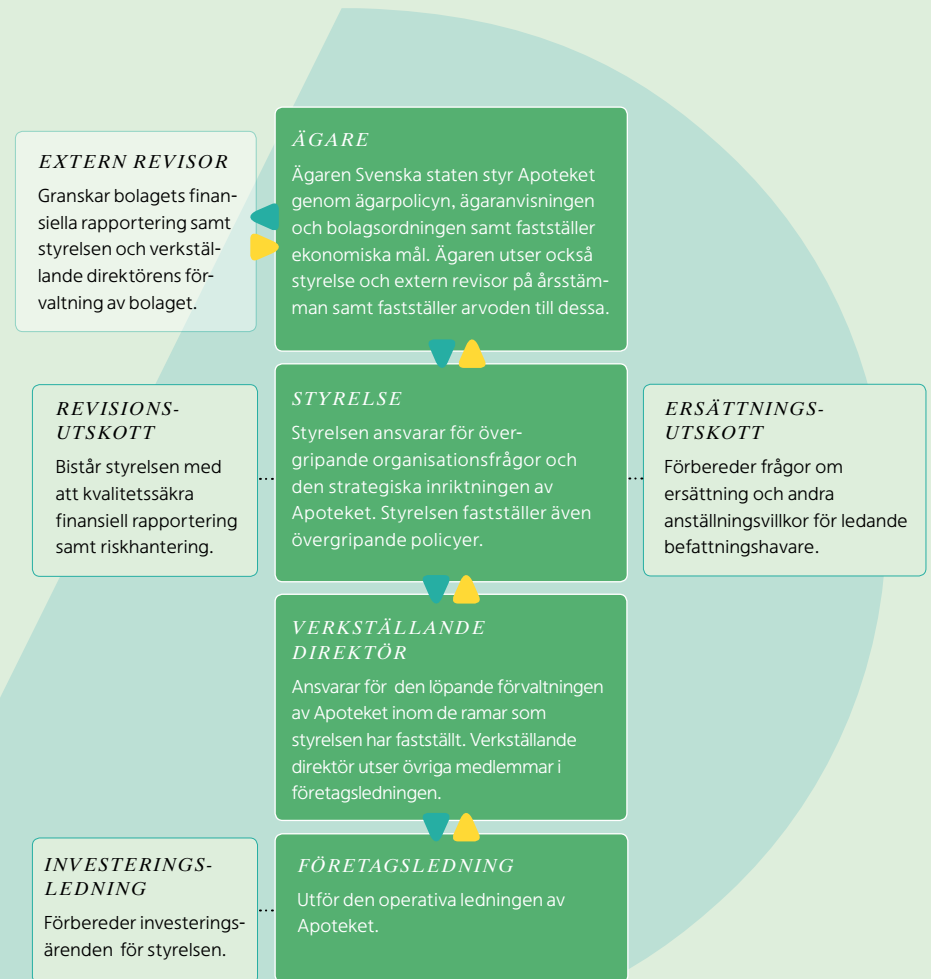 EXTERN REVISOR
Granskar bolagets finan-
siella rapportering samt
styrelsen och verkstäl-
lande direktörens för-
valtning av bolaget.
ÄGARE
Ägaren Svenska staten styr Apoteket
genom ägarpolicyn, ägaranvisningen
och bolagsordningen samt fastställer
ekonomiska mål. Ägaren utser också
styrelse och extern revisor på årsstäm-
man samt fastställer arvoden till dessa.
REVISIONS-
UTSKOTT
Bistår styrelsen med
att kvalitetssäkra
finansiell rapportering
samt riskhantering.
STYRELSE
Styrelsen ansvarar för över-
gripande organisationsfrågor och
den strategiska inriktningen av
Apoteket. Styrelsen fastställer även
övergripande policyer.
ERSÄTTNINGS-
UTSKOTT
Förbereder frågor om
ersättning och andra
anställningsvillkor för ledande
befattningshavare.
VERKSTÄLLANDE
DIREKTÖR
Ansvarar för den löpande förvaltningen
av Apoteket inom de ramar som
styrelsen har fastställt. Verkställande
direktör utser övriga medlemmar i
företagsledningen.
INVESTERINGS-
LEDNING
Förbereder investerings-
ärenden för styrelsen.
FÖRETAGSLEDNING
Utför den operativa ledningen av
Apoteket.